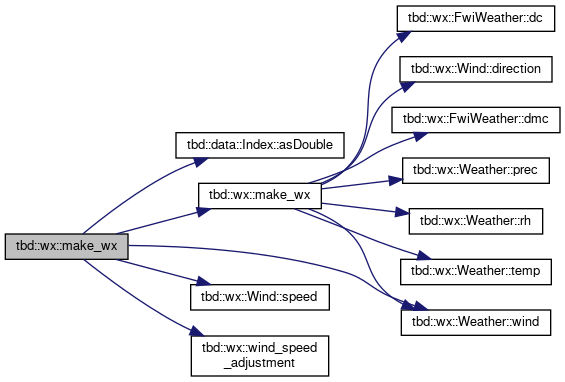 tbd::wx::make_wx
tbd::data::Index::asDouble
tbd::wx::make_wx
tbd::wx::Wind::speed
tbd::wx::wind_speed
_adjustment
tbd::wx::FwiWeather::dc
tbd::wx::Wind::direction
tbd::wx::FwiWeather::dmc
tbd::wx::Weather::prec
tbd::wx::Weather::rh
tbd::wx::Weather::temp
tbd::wx::Weather::wind